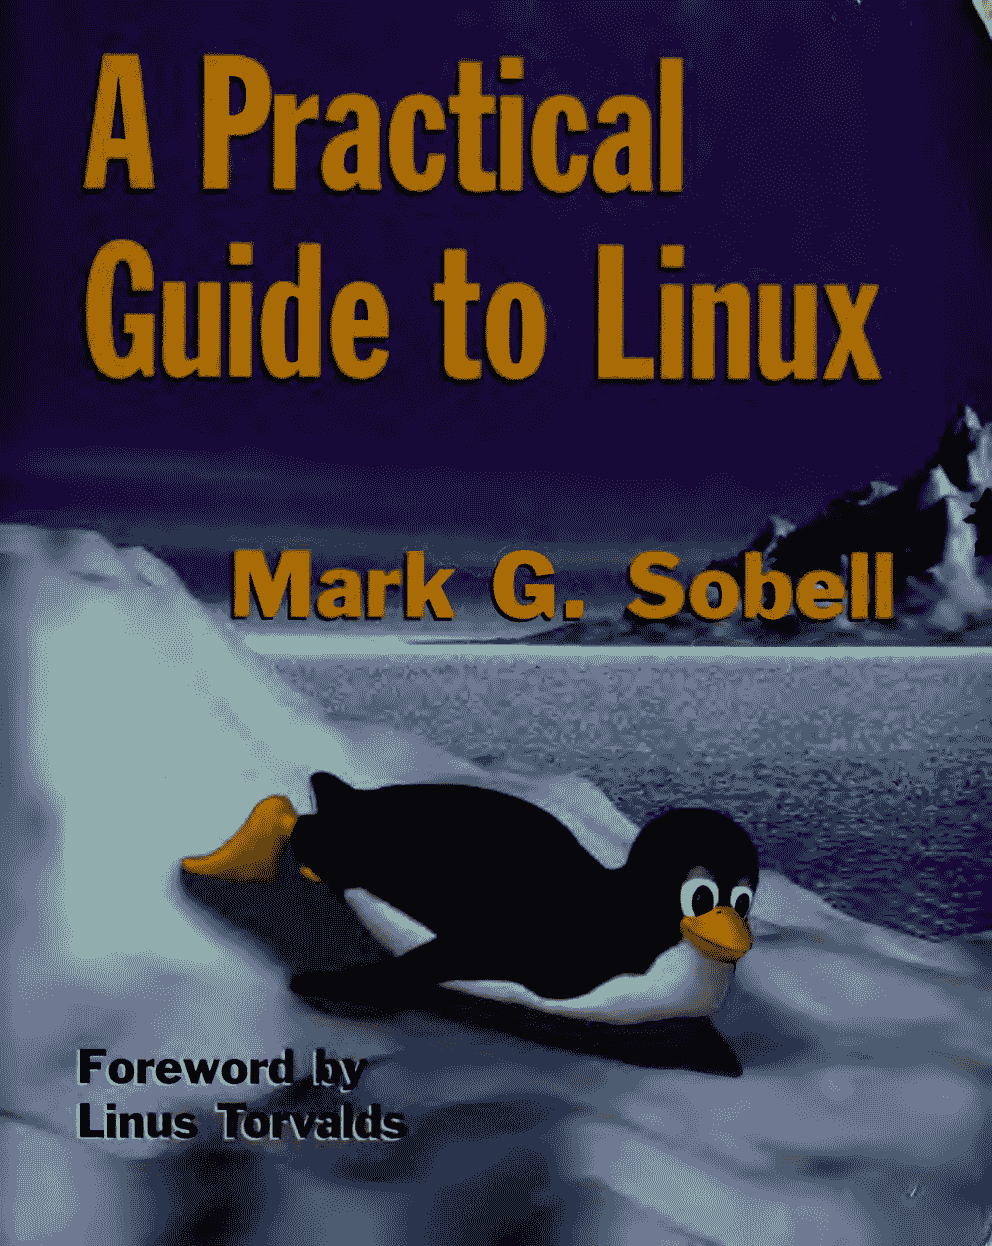 A Practical
Guide to Linux
Mark G. Sobell
Foreword by
Linus Torvalds